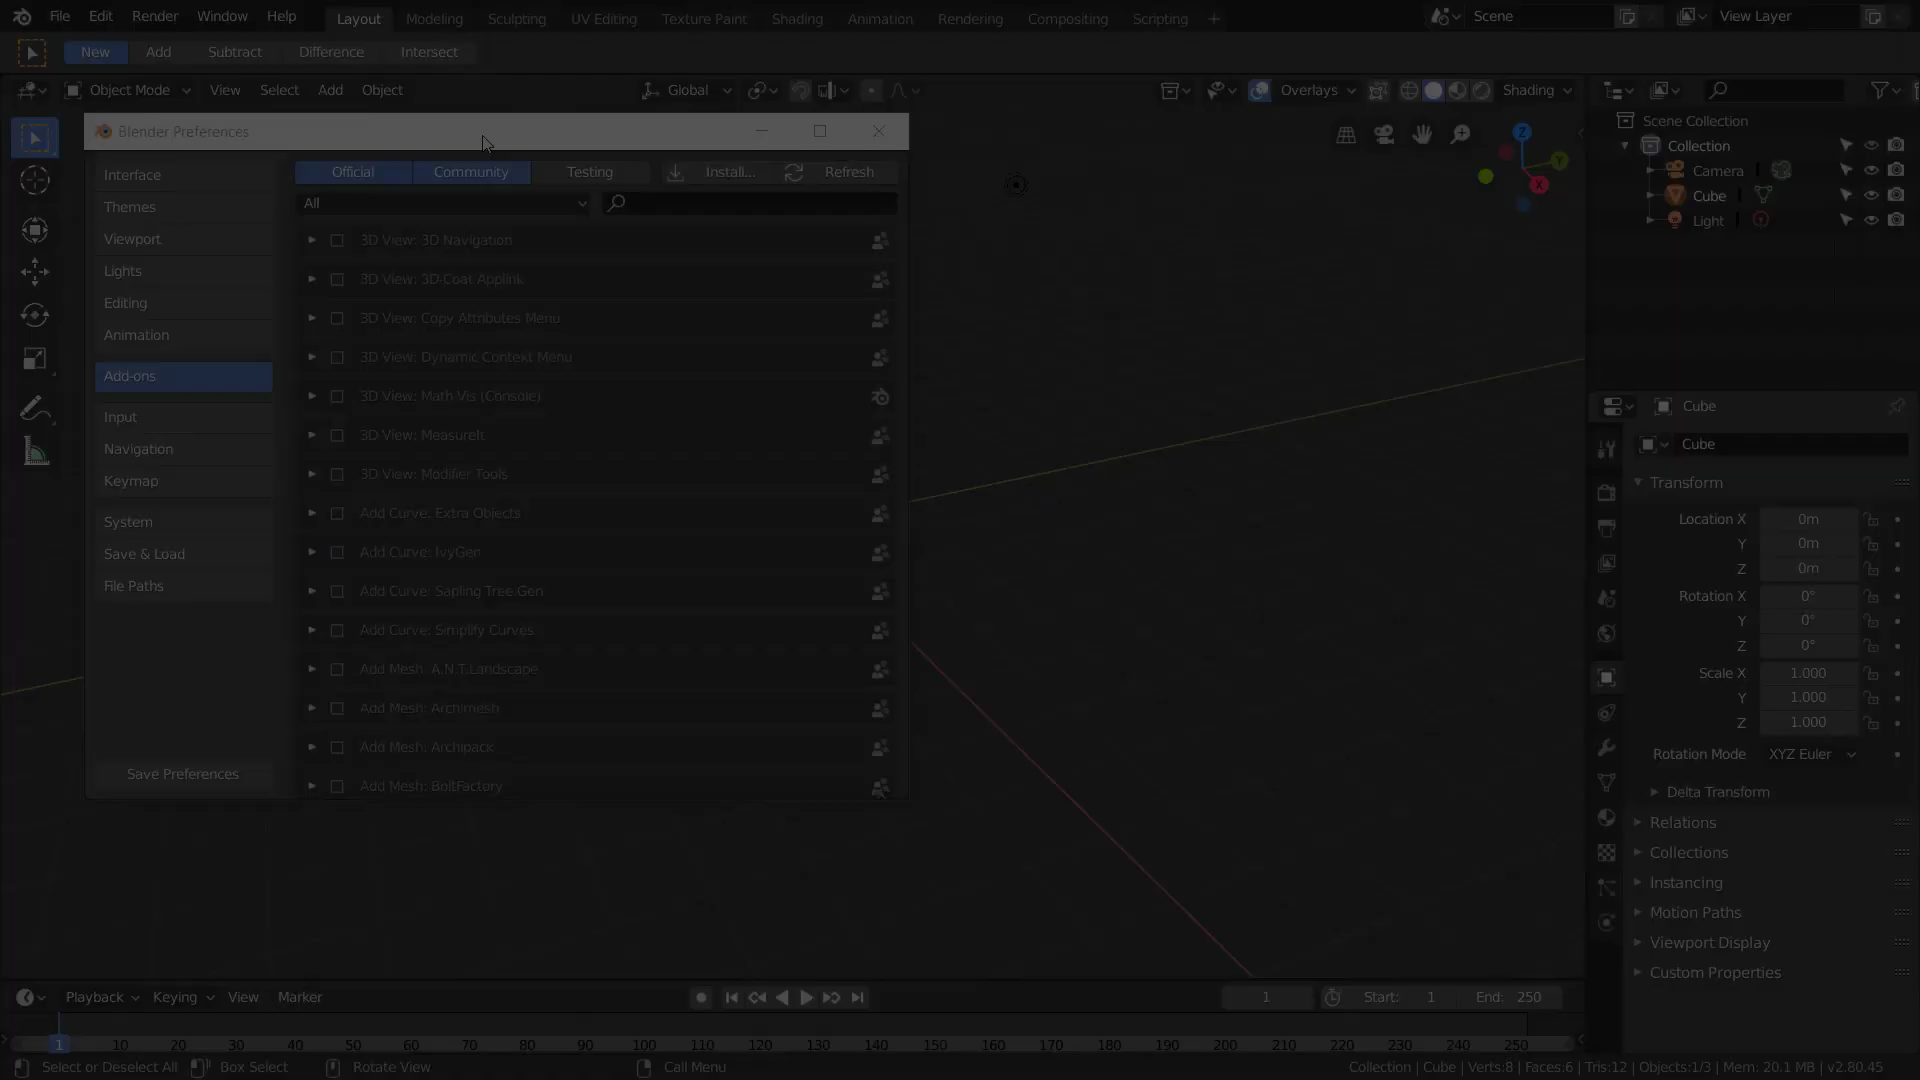 File Edit Render Window Help Layout Modeling Sculpting UV Editing Texture Paint Shading Animation Rendering Compositing Scripting + Scene View Layer
New Add Subtract Difference Intersect
Object Mode View Select Add Object Global Overlays Shading
Blender Preferences
Interface
Themes
Viewport
Lights
Editing
Animation
Add-ons
Input
Navigation
Keymap
System
Save & Load
File Paths
Save Preferences
Official Community Testing Install... Refresh
All
3D View: 3D Navigation
3D View: 3D-Coat Applink
3D View: Copy Attributes Menu
3D View: Dynamic Context Menu
3D View: Math Vis (Console)
3D View: MeasureIt
3D View: Modifier Tools
Add Curve: Extra Objects
Add Curve: IvyGen
Add Curve: Sapling Tree Gen
Add Curve: Simplify Curves
Add Mesh: A.N.T.Landscape
Add Mesh: Archimesh
Add Mesh: Archipack
Add Mesh: BoltFactory
Z
Y
X
Scene Collection
Collection
Camera
Cube
Light
Cube
Cube
Transform
Location X 0m
Y 0m
Z 0m
Rotation X 0°
Y 0°
Z 0°
Scale X 1.000
Y 1.000
Z 1.000
Rotation Mode XYZ Euler
Delta Transform
Relations
Collections
Instancing
Motion Paths
Viewport Display
Custom Properties
Playback Keying View Marker 1 Start: 1 End: 250
1 10 20 30 40 50 60 70 80 90 100 110 120 130 140 150 160 170 180 190 200 210 220 230 240 250
Select or Deselect All Box Select Rotate View Call Menu Collection | Cube | Verts:8 | Faces:6 | Tris:12 | Objects:1/3 | Mem: 20.1 MB | v2.80.45